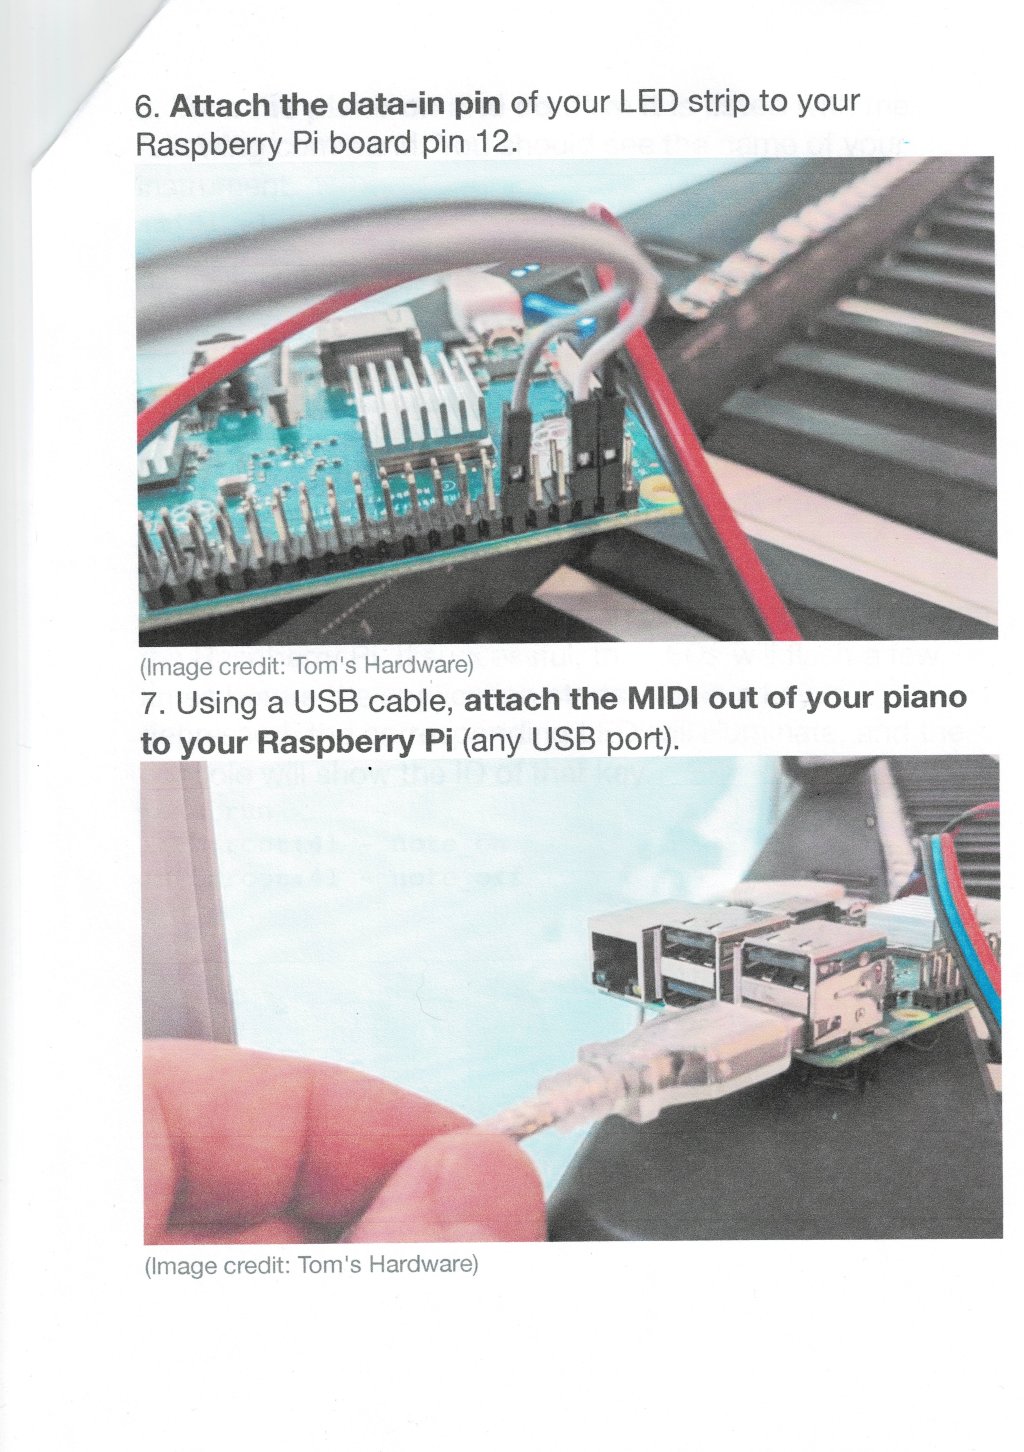 6. Attach the data-in pin of your LED strip to your
Raspberry Pi board pin 12.
(Image credit: Tom's Hardware)
7. Using a USB cable, attach the MIDI out of your piano
to your Raspberry Pi (any USB port).
(Image credit: Tom's Hardware)